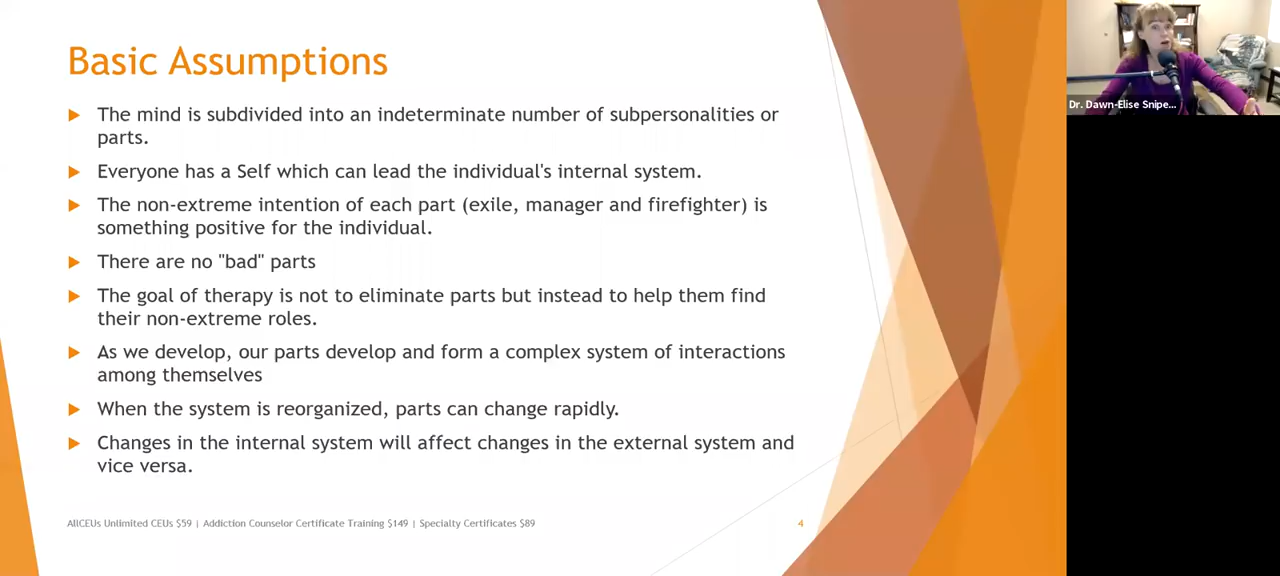 Basic Assumptions
The mind is subdivided into an indeterminate number of subpersonalities or
parts.
Everyone has a Self which can lead the individual's internal system.
The non-extreme intention of each part (exile, manager and firefighter) is
something positive for the individual.
There are no "bad" parts
The goal of therapy is not to eliminate parts but instead to help them find
their non-extreme roles.
As we develop, our parts develop and form a complex system of interactions
among themselves
When the system is reorganized, parts can change rapidly.
Changes in the internal system will affect changes in the external system and
vice versa.
AllCEUs Unlimited CEUs $59 | Addiction Counselor Certificate Training $149 | Specialty Certificates $89
4
Dr. Dawn-Elise Snipe...